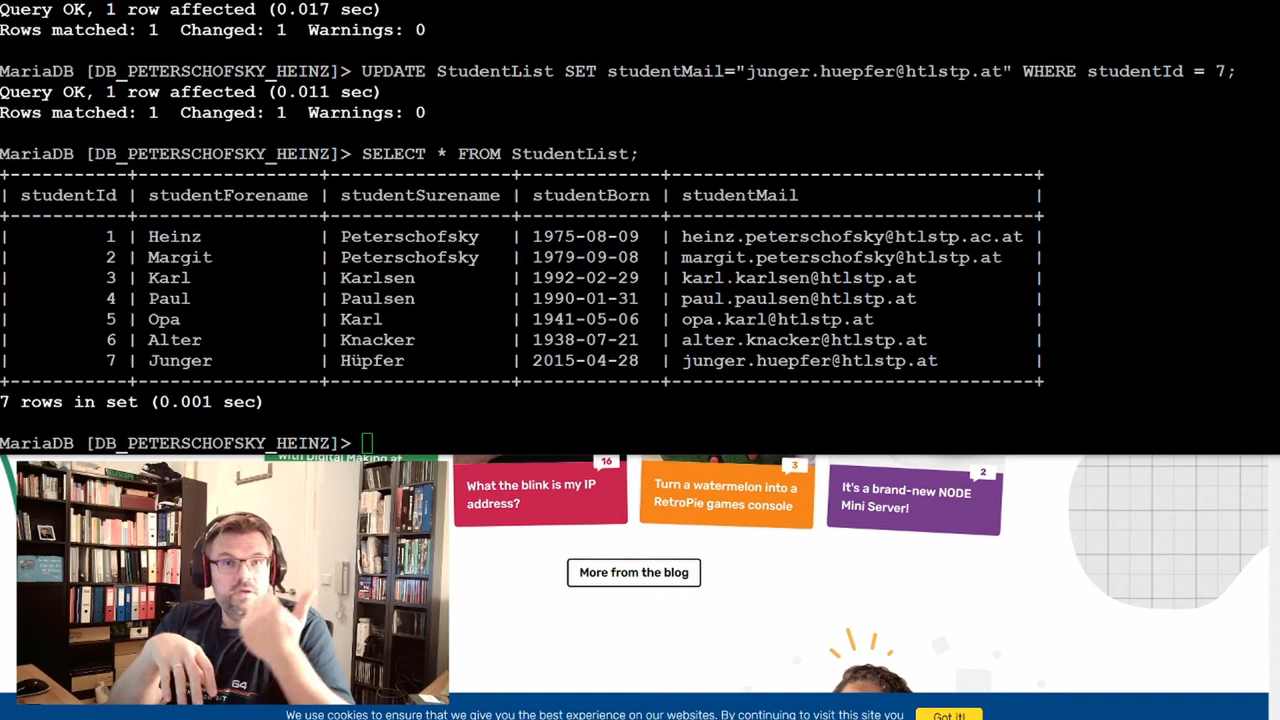 Query OK, 1 row affected (0.017 sec)
Rows matched: 1  Changed: 1  Warnings: 0
MariaDB [DB_PETERSCHOFSKY_HEINZ]> UPDATE StudentList SET studentMail="junger.huepfer@htlstp.at" WHERE studentId = 7;
Query OK, 1 row affected (0.011 sec)
Rows matched: 1  Changed: 1  Warnings: 0
MariaDB [DB_PETERSCHOFSKY_HEINZ]> SELECT * FROM StudentList;
+-----------+-----------------+-----------------+-------------+----------------------------------+
| studentId | studentForename | studentSurename | studentBorn | studentMail                      |
+-----------+-----------------+-----------------+-------------+----------------------------------+
|         1 | Heinz           | Peterschofsky   | 1975-08-09  | heinz.peterschofsky@htlstp.ac.at |
|         2 | Margit          | Peterschofsky   | 1979-09-08  | margit.peterschofsky@htlstp.at   |
|         3 | Karl            | Karlsen         | 1992-02-29  | karl.karlsen@htlstp.at           |
|         4 | Paul            | Paulsen         | 1990-01-31  | paul.paulsen@htlstp.at           |
|         5 | Opa             | Karl            | 1941-05-06  | opa.karl@htlstp.at               |
|         6 | Alter           | Knacker         | 1938-07-21  | alter.knacker@htlstp.at          |
|         7 | Junger          | Hüpfer          | 2015-04-28  | junger.huepfer@htlstp.at         |
+-----------+-----------------+-----------------+-------------+----------------------------------+
7 rows in set (0.001 sec)
MariaDB [DB_PETERSCHOFSKY_HEINZ]>
with Digital Making at
16
What the blink is my IP
address?
3
Turn a watermelon into a
RetroPie games console
2
It's a brand-new NODE
Mini Server!
More from the blog
64
We use cookies to ensure that we give you the best experience on our websites. By continuing to visit this site you
Got it!